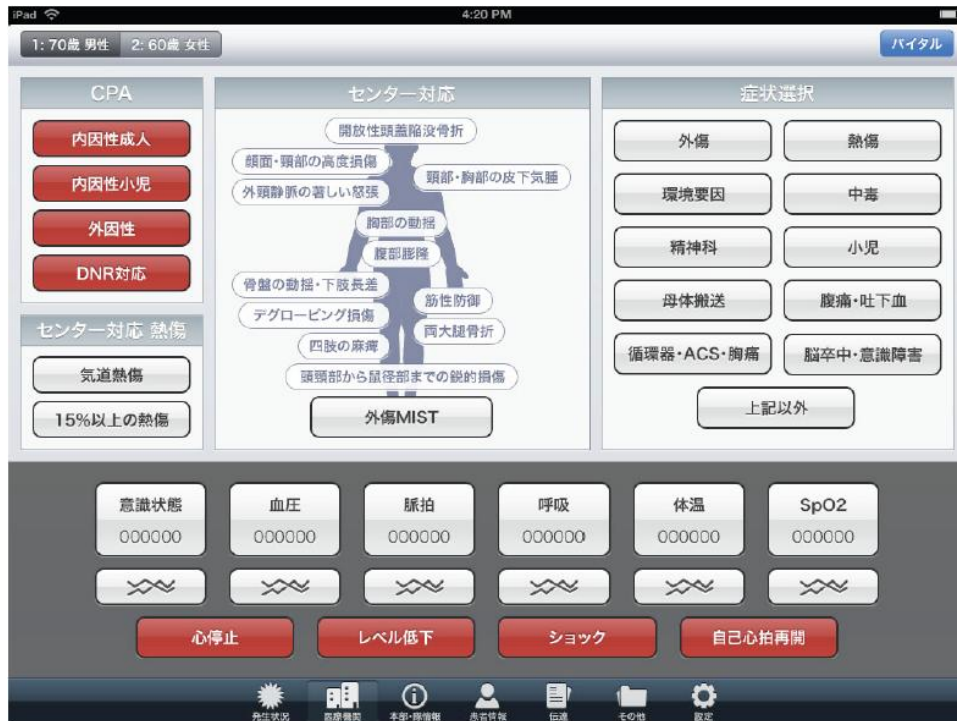 iPad 4:20 PM
1: 70歳 男性 2: 60歳 女性 バイタル
CPA
内因性成人
内因性小児
外因性
DNR対応
センター対応 熱傷
気道熱傷
15%以上の熱傷
センター対応
開放性頭蓋陥没骨折
顔面・頸部の高度損傷
頸部・胸部の皮下気腫
外頸静脈の著しい怒張
胸部の動揺
腹部膨隆
骨盤の動揺・下肢長差
筋性防御
デグロービング損傷
両大腿骨折
四肢の麻痺
頭頸部から鼠径部までの鋭的損傷
外傷MIST
症状選択
外傷 熱傷
環境要因 中毒
精神科 小児
母体搬送 腹痛・吐下血
循環器・ACS・胸痛 脳卒中・意識障害
上記以外
意識状態 血圧 脈拍 呼吸 体温 SpO2
000000 000000 000000 000000 000000 000000
心停止 レベル低下 ショック 自己心拍再開
発生状況 医療機関 本部・隊情報 患者情報 伝達 その他 設定